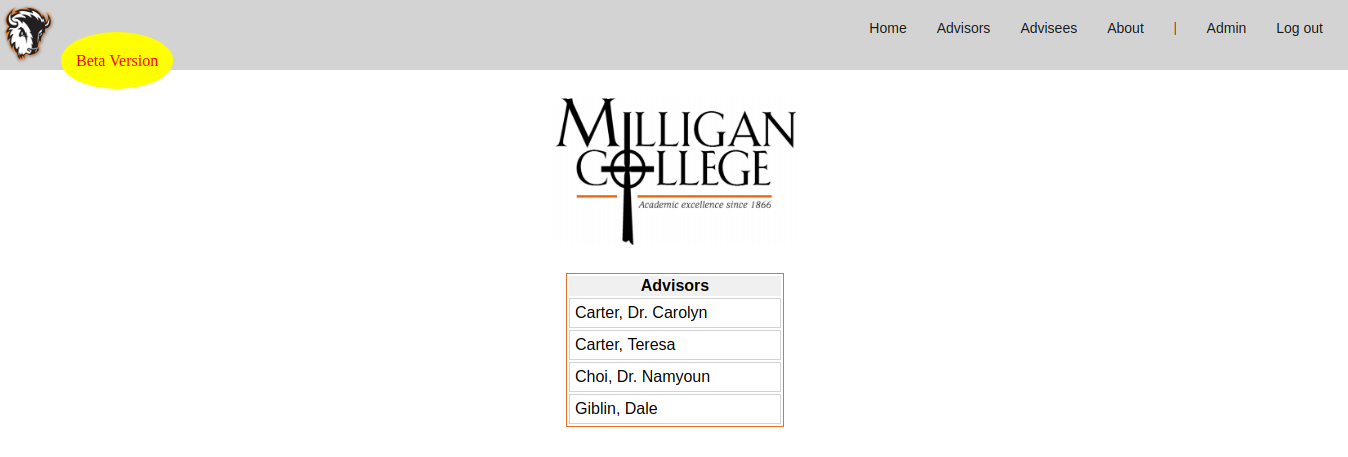 Home Advisors Advisees About | Admin Log out
Beta Version
MILLIGAN
COLLEGE
Academic excellence since 1866
Advisors
Carter, Dr. Carolyn
Carter, Teresa
Choi, Dr. Namyoun
Giblin, Dale